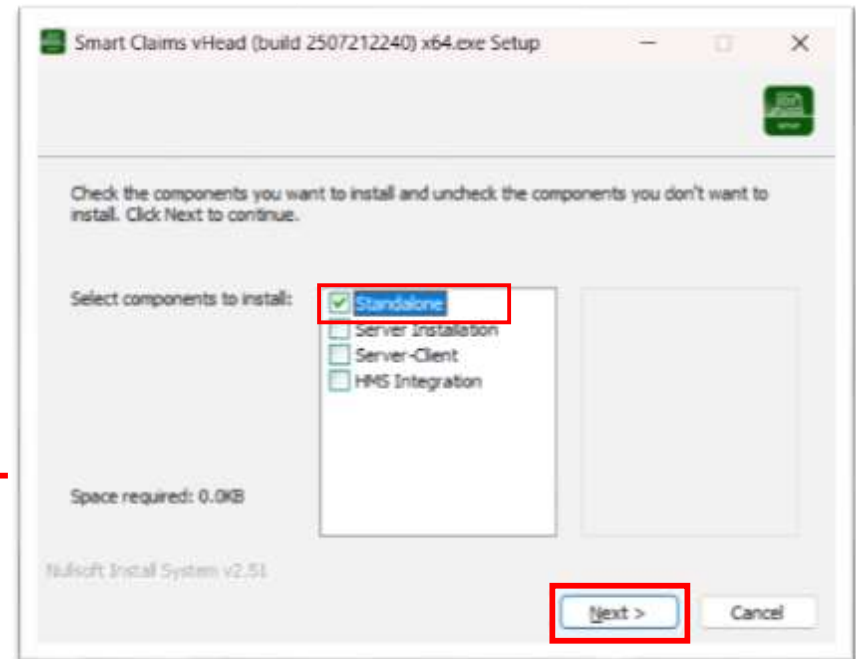 Smart Claims vHead (build 2507212240) x64.exe Setup
Check the components you want to install and uncheck the components you don't want to
install. Click Next to continue.
Select components to install:
Standalone
Server Installation
Server-Client
HMS Integration
Space required: 0.0KB
Nullsoft Install System v2.51
Next >
Cancel